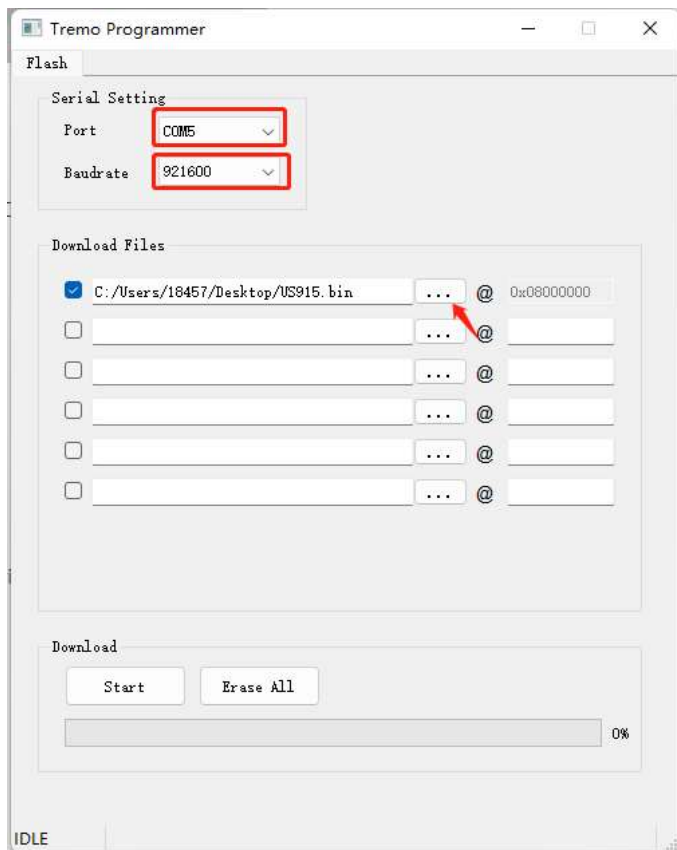 Tremo Programmer
Flash
Serial Setting
Port COM5
Baudrate 921600
Download Files
C:/Users/18457/Desktop/US915.bin ... @ 0x08000000
... @
... @
... @
... @
... @
Download
Start Erase All
0%
IDLE